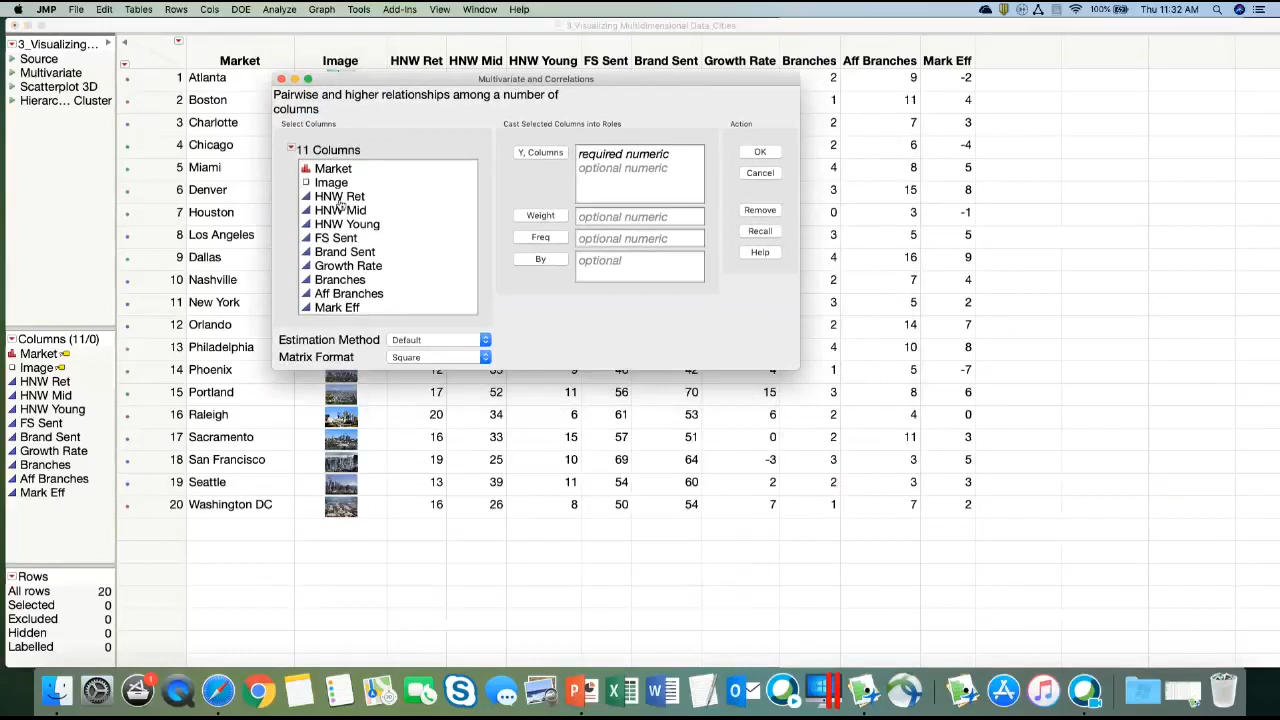 JMP File Edit Tables Rows Cols DOE Analyze Graph Tools Add-Ins View Window Help 100% Thu 11:32 AM
3_Visualizing Multidimensional Data_Cities
3_Visualizing...
Source
Multivariate
Scatterplot 3D
Hierarc... Cluster
Market Image HNW Ret HNW Mid HNW Young FS Sent Brand Sent Growth Rate Branches Aff Branches Mark Eff
1 Atlanta 2 9 -2
2 Boston 1 11 4
3 Charlotte 2 7 3
4 Chicago 2 6 -4
5 Miami 4 8 5
6 Denver 3 15 8
7 Houston 0 3 -1
8 Los Angeles 3 5 5
9 Dallas 4 16 9
10 Nashville 2 7 4
11 New York 3 5 2
12 Orlando 2 14 7
13 Philadelphia 4 10 8
14 Phoenix 1 5 -7
15 Portland 17 52 11 56 70 15 3 8 6
16 Raleigh 20 34 6 61 53 6 2 4 0
17 Sacramento 16 33 15 57 51 0 2 11 3
18 San Francisco 19 25 10 69 64 -3 3 3 5
19 Seattle 13 39 11 54 60 2 2 3 3
20 Washington DC 16 26 8 50 54 7 1 7 2
Multivariate and Correlations
Pairwise and higher relationships among a number of
columns
Select Columns
11 Columns
Market
Image
HNW Ret
HNW Mid
HNW Young
FS Sent
Brand Sent
Growth Rate
Branches
Aff Branches
Mark Eff
Estimation Method Default
Matrix Format Square
Cast Selected Columns into Roles
Y, Columns required numeric
optional numeric
Weight optional numeric
Freq optional numeric
By optional
Action
OK
Cancel
Remove
Recall
Help
Columns (11/0)
Market
Image
HNW Ret
HNW Mid
HNW Young
FS Sent
Brand Sent
Growth Rate
Branches
Aff Branches
Mark Eff
Rows
All rows 20
Selected 0
Excluded 0
Hidden 0
Labelled 0